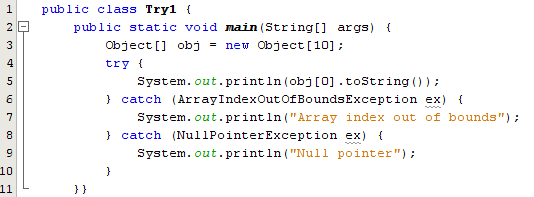 1 public class Try1 {
2 public static void main(String[] args) {
3 Object[] obj = new Object[10];
4 try {
5 System.out.println(obj[0].toString());
6 } catch (ArrayIndexOutOfBoundsException ex) {
7 System.out.println("Array index out of bounds");
8 } catch (NullPointerException ex) {
9 System.out.println("Null pointer");
10 }
11 }}